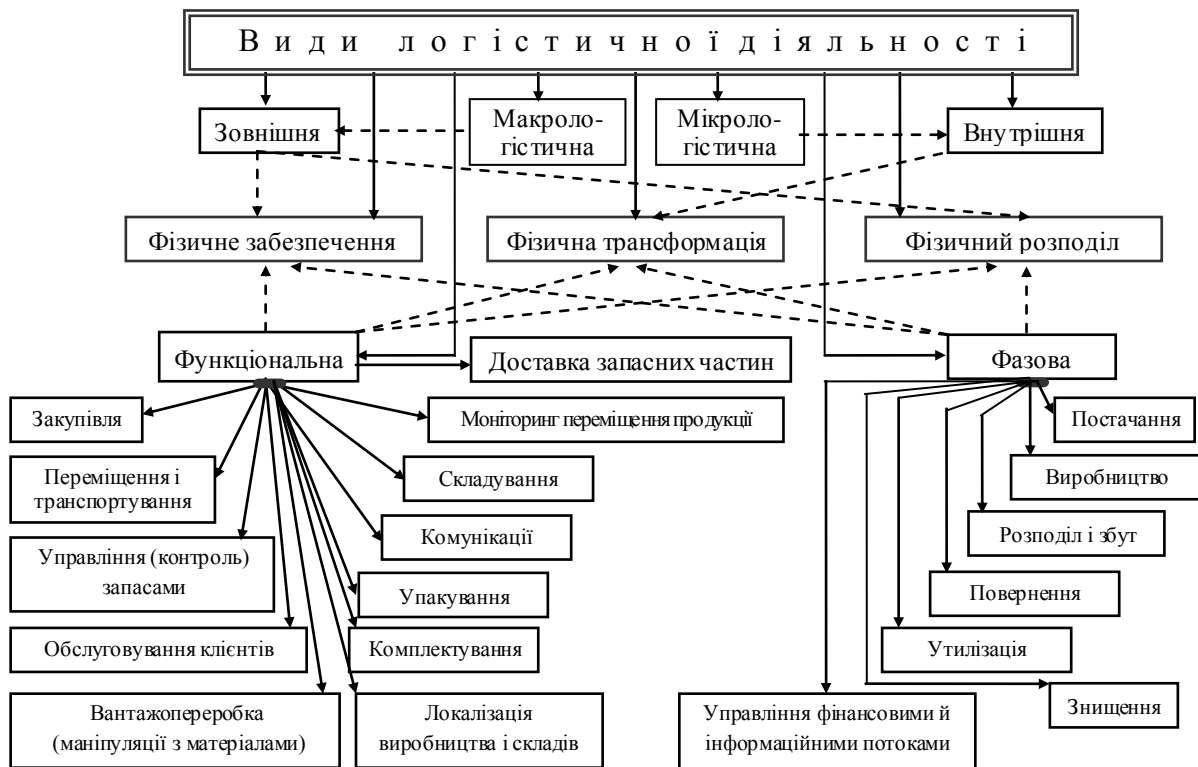 Види логістичної діяльності
Зовнішня
Макроло-
гістична
Мікроло-
гістична
Внутрішня
Фізичне забезпечення
Фізична трансформація
Фізичний розподіл
Функціональна
Доставка запасних частин
Фазова
Закупівля
Моніторинг переміщення продукції
Постачання
Переміщення і
транспортування
Складування
Виробництво
Комунікації
Розподіл і збут
Управління (контроль)
запасами
Упакування
Повернення
Обслуговування клієнтів
Комплектування
Утилізація
Вантажопереробка
(маніпуляції з матеріалами)
Локалізація
виробництва і складів
Управління фінансовими й
інформаційними потоками
Знищення